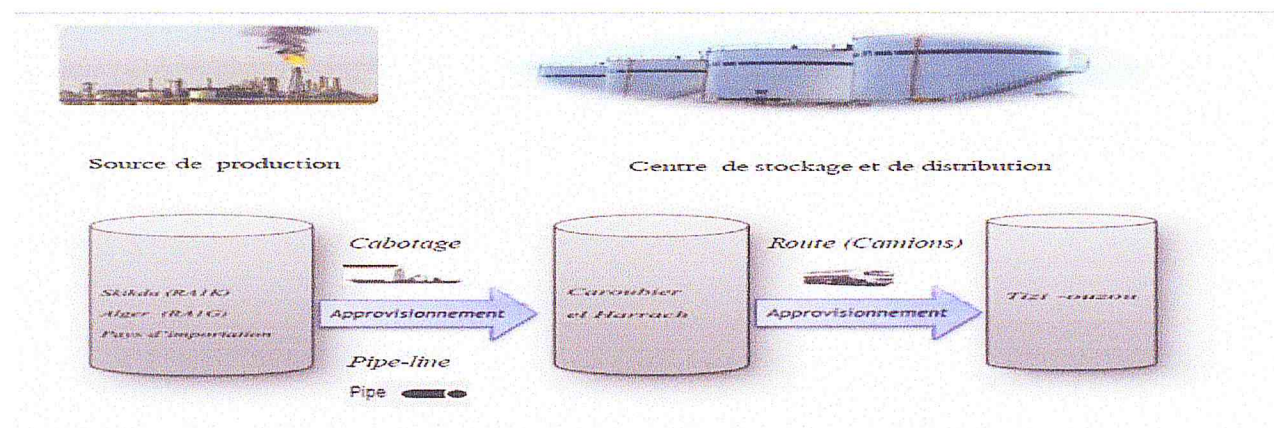 Source de production
Centre de stockage et de distribution
Cabotage
Route (Camions)
Skikda (RA1K)
Alger (RA1G)
Pays d'importation
Approvisionnement
Caroubier
et Harrach
Approvisionnement
Tizi -ouzou
Pipe-line
Pipe